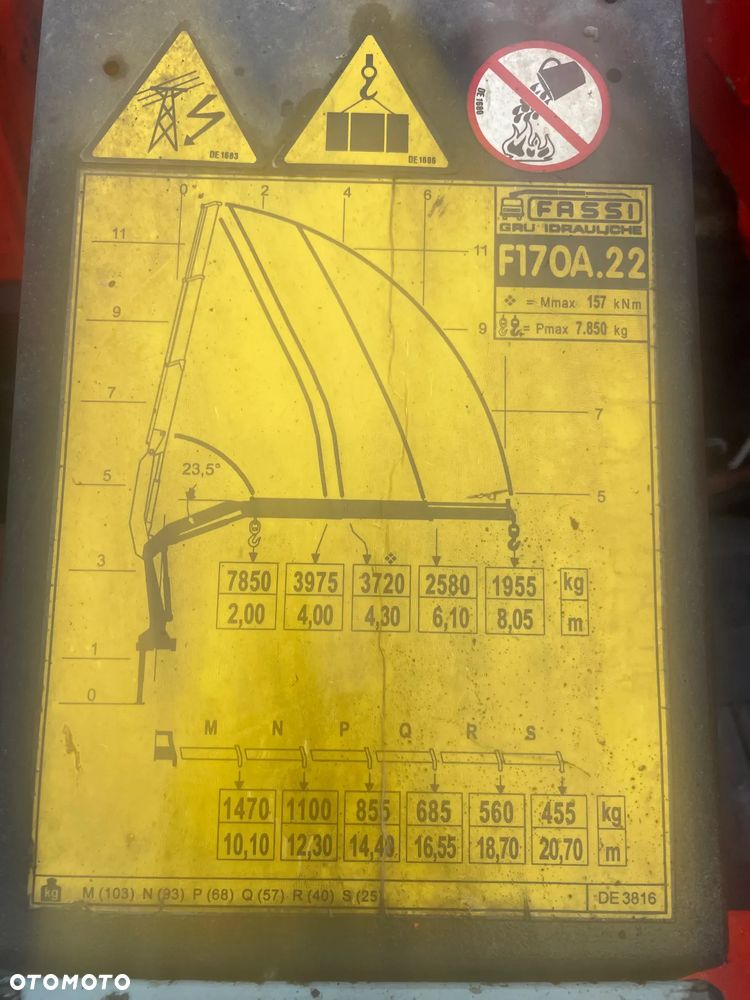 DE 1683
DE 1686
DE 1680
0 2 4 6
FASSI
GRU IDRAULICHE
F170A.22
= Mmax 157 kNm
= Pmax 7.850 kg
11 11
9 9
7 7
5 5
23,5°
3
1
0
7850 3975 3720 2580 1955 kg
2,00 4,00 4,30 6,10 8,05 m
M N P Q R S
1470 1100 855 685 560 455 kg
10,10 12,30 14,40 16,55 18,70 20,70 m
kg M (103) N (93) P (68) Q (57) R (40) S (25)
DE 3816
OTOMOTO